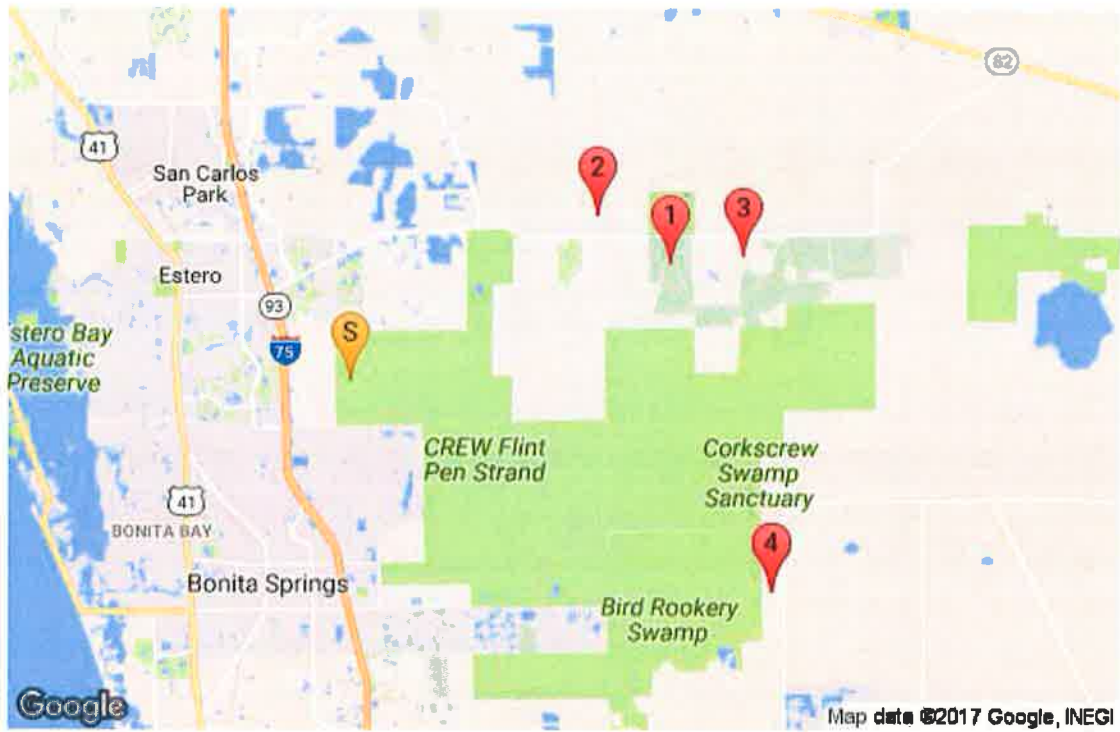 82
41
San Carlos
Park
2
1
3
Estero
93
S
75
stero Bay
Aquatic
Preserve
CREW Flint
Pen Strand
Corkscrew
Swamp
Sanctuary
41
BONITA BAY
4
Bonita Springs
Bird Rookery
Swamp
Google
Map data ©2017 Google, INEGI